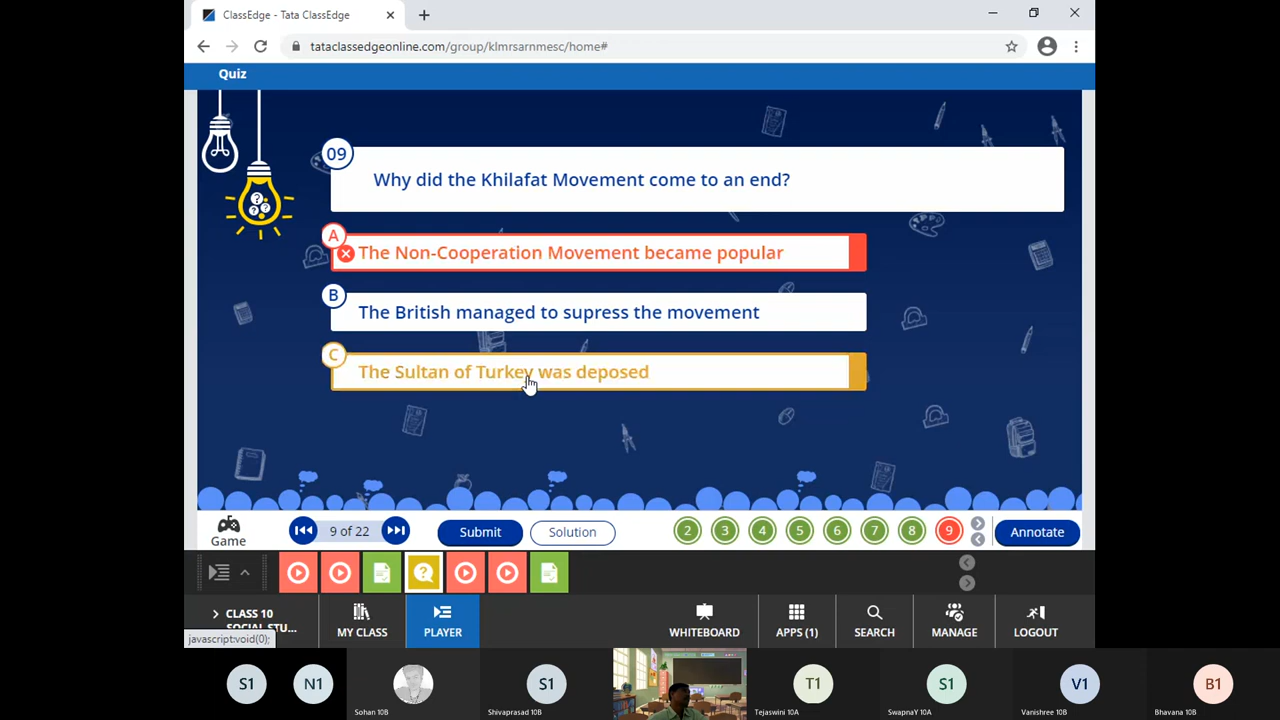 ClassEdge - Tata ClassEdge
tataclassedgeonline.com/group/klmrsarnmesc/home#
Quiz
09
Why did the Khilafat Movement come to an end?
A
The Non-Cooperation Movement became popular
B
The British managed to supress the movement
C
The Sultan of Turkey was deposed
Game
9 of 22
Submit
Solution
2 3 4 5 6 7 8 9
Annotate
CLASS 10
SOCIAL STU...
MY CLASS
PLAYER
WHITEBOARD
APPS (1)
SEARCH
MANAGE
LOGOUT
javascript:void(0);
S1 N1 S1 T1 S1 V1 B1
Sohan 10B
Shivaprasad 10B
Tejaswini 10A
SwapnaY 10A
Vanishree 10B
Bhavana 10B